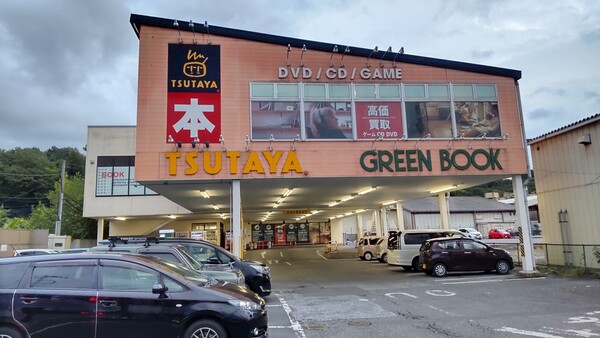 TSUTAYA
本
DVD/CD/GAME
高価
買取
ゲーム CD DVD
TSUTAYA
GREEN BOOK
BOOK